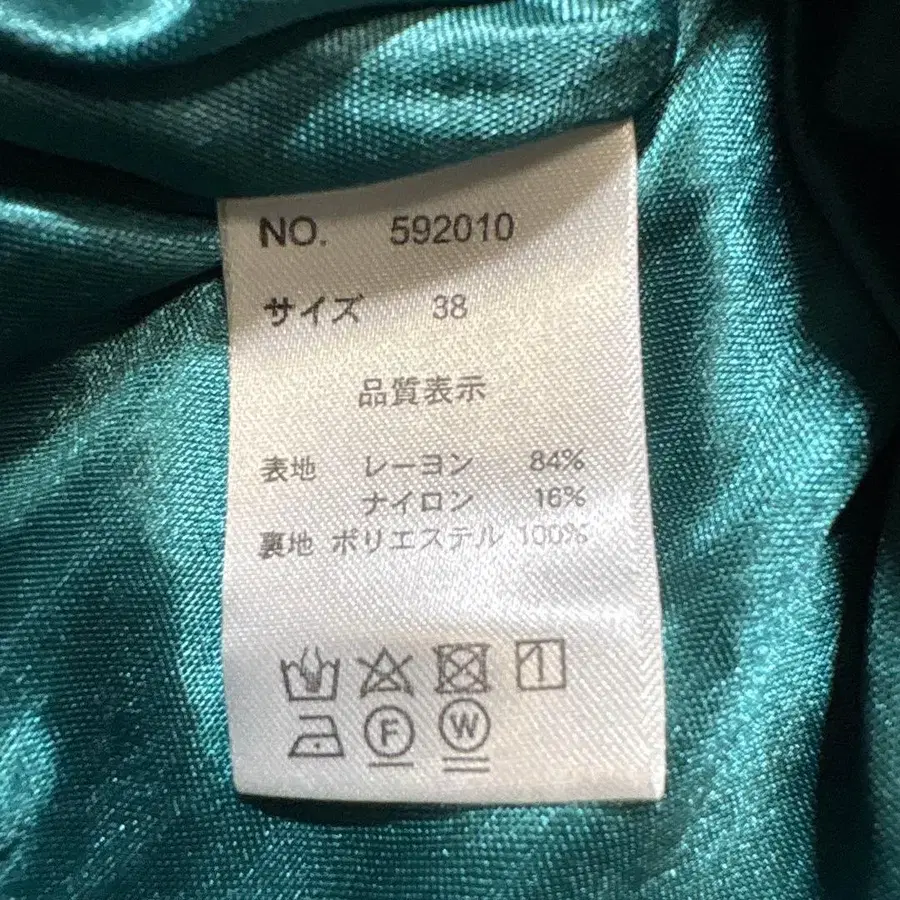 NO. 592010
サイズ 38
品質表示
表地 レーヨン 84%
ナイロン 16%
裏地 ポリエステル 100%
F W